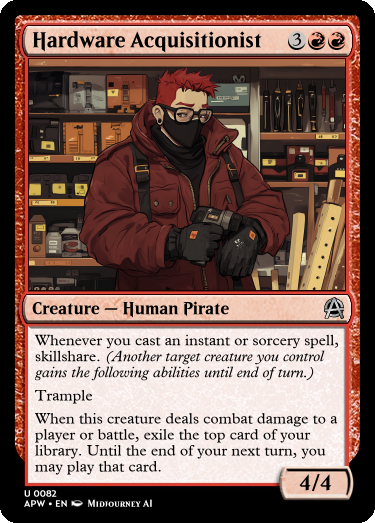 Hardware Acquisitionist 3
Creature — Human Pirate
Whenever you cast an instant or sorcery spell,
skillshare. (Another target creature you control
gains the following abilities until end of turn.)
Trample
When this creature deals combat damage to a
player or battle, exile the top card of your
library. Until the end of your next turn, you
may play that card.
4/4
U 0082
APW • EN Midjourney AI